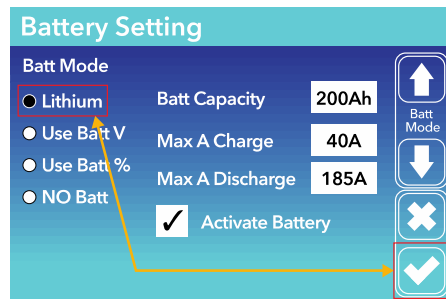 Battery Setting
Batt Mode
Lithium
Use Batt V
Use Batt %
NO Batt
Batt Capacity 200Ah
Max A Charge 40A
Max A Discharge 185A
Activate Battery
Batt
Mode